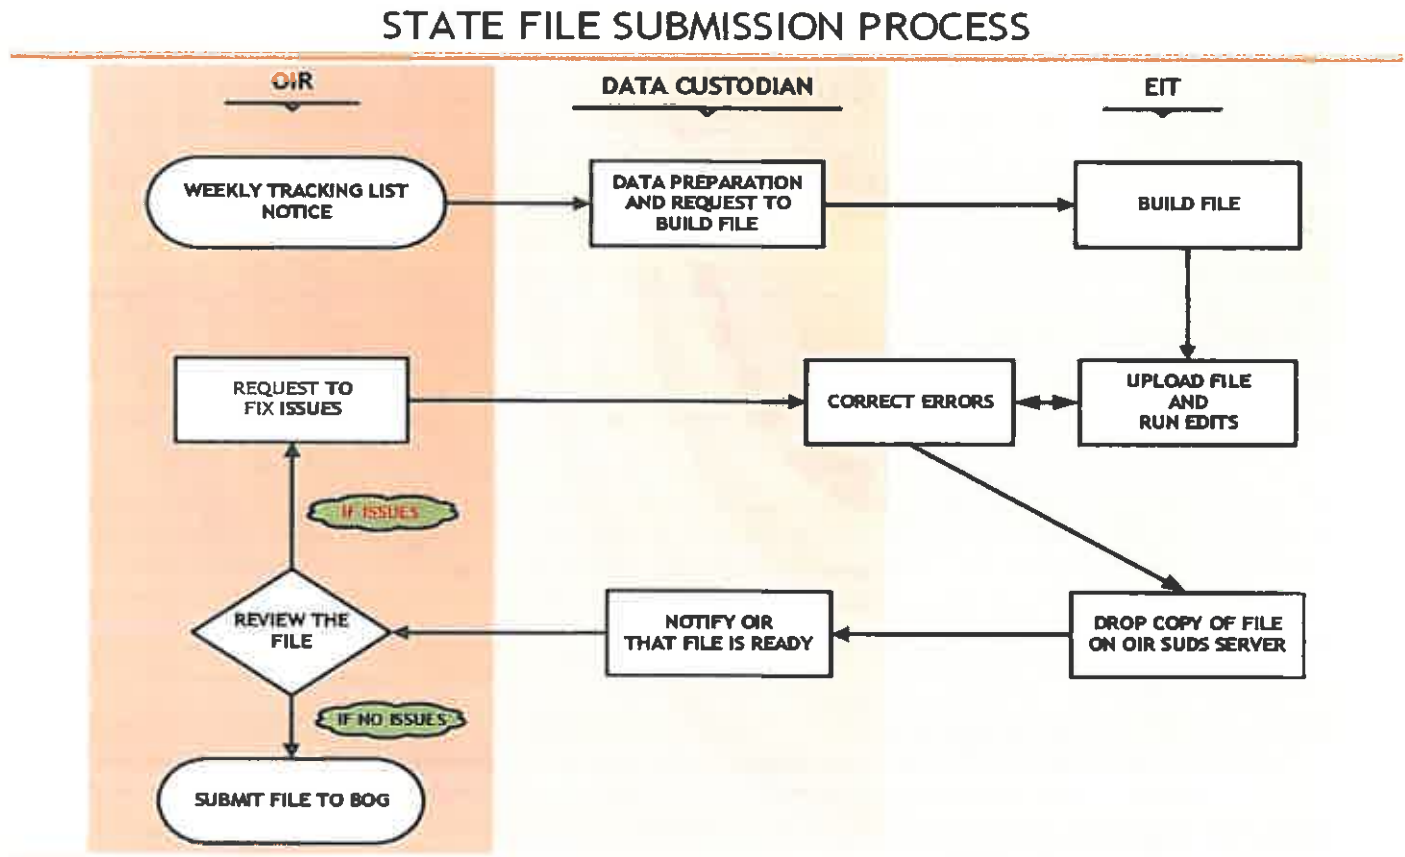 STATE FILE SUBMISSION PROCESS
OIR
DATA CUSTODIAN
EIT
WEEKLY TRACKING LIST
NOTICE
DATA PREPARATION
AND REQUEST TO
BUILD FILE
BUILD FILE
REQUEST TO
FIX ISSUES
CORRECT ERRORS
UPLOAD FILE
AND
RUN EDITS
IF ISSUES
REVIEW THE
FILE
NOTIFY OIR
THAT FILE IS READY
DROP COPY OF FILE
ON OIR SUDS SERVER
IF NO ISSUES
SUBMIT FILE TO BOG